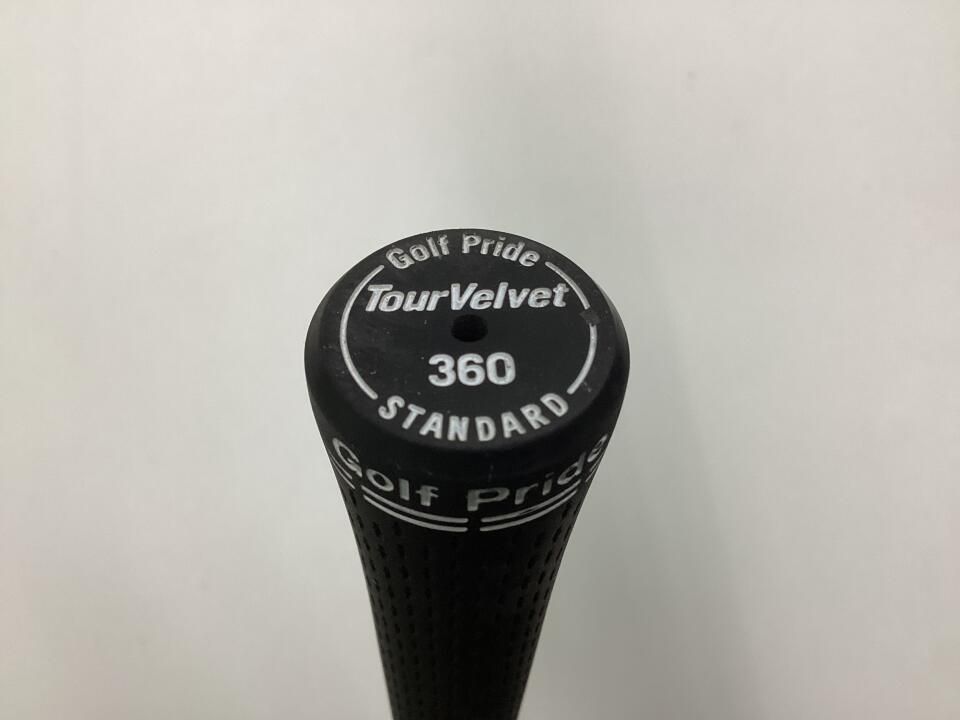 Golf Pride
TourVelvet
360
STANDARD
Golf Pride